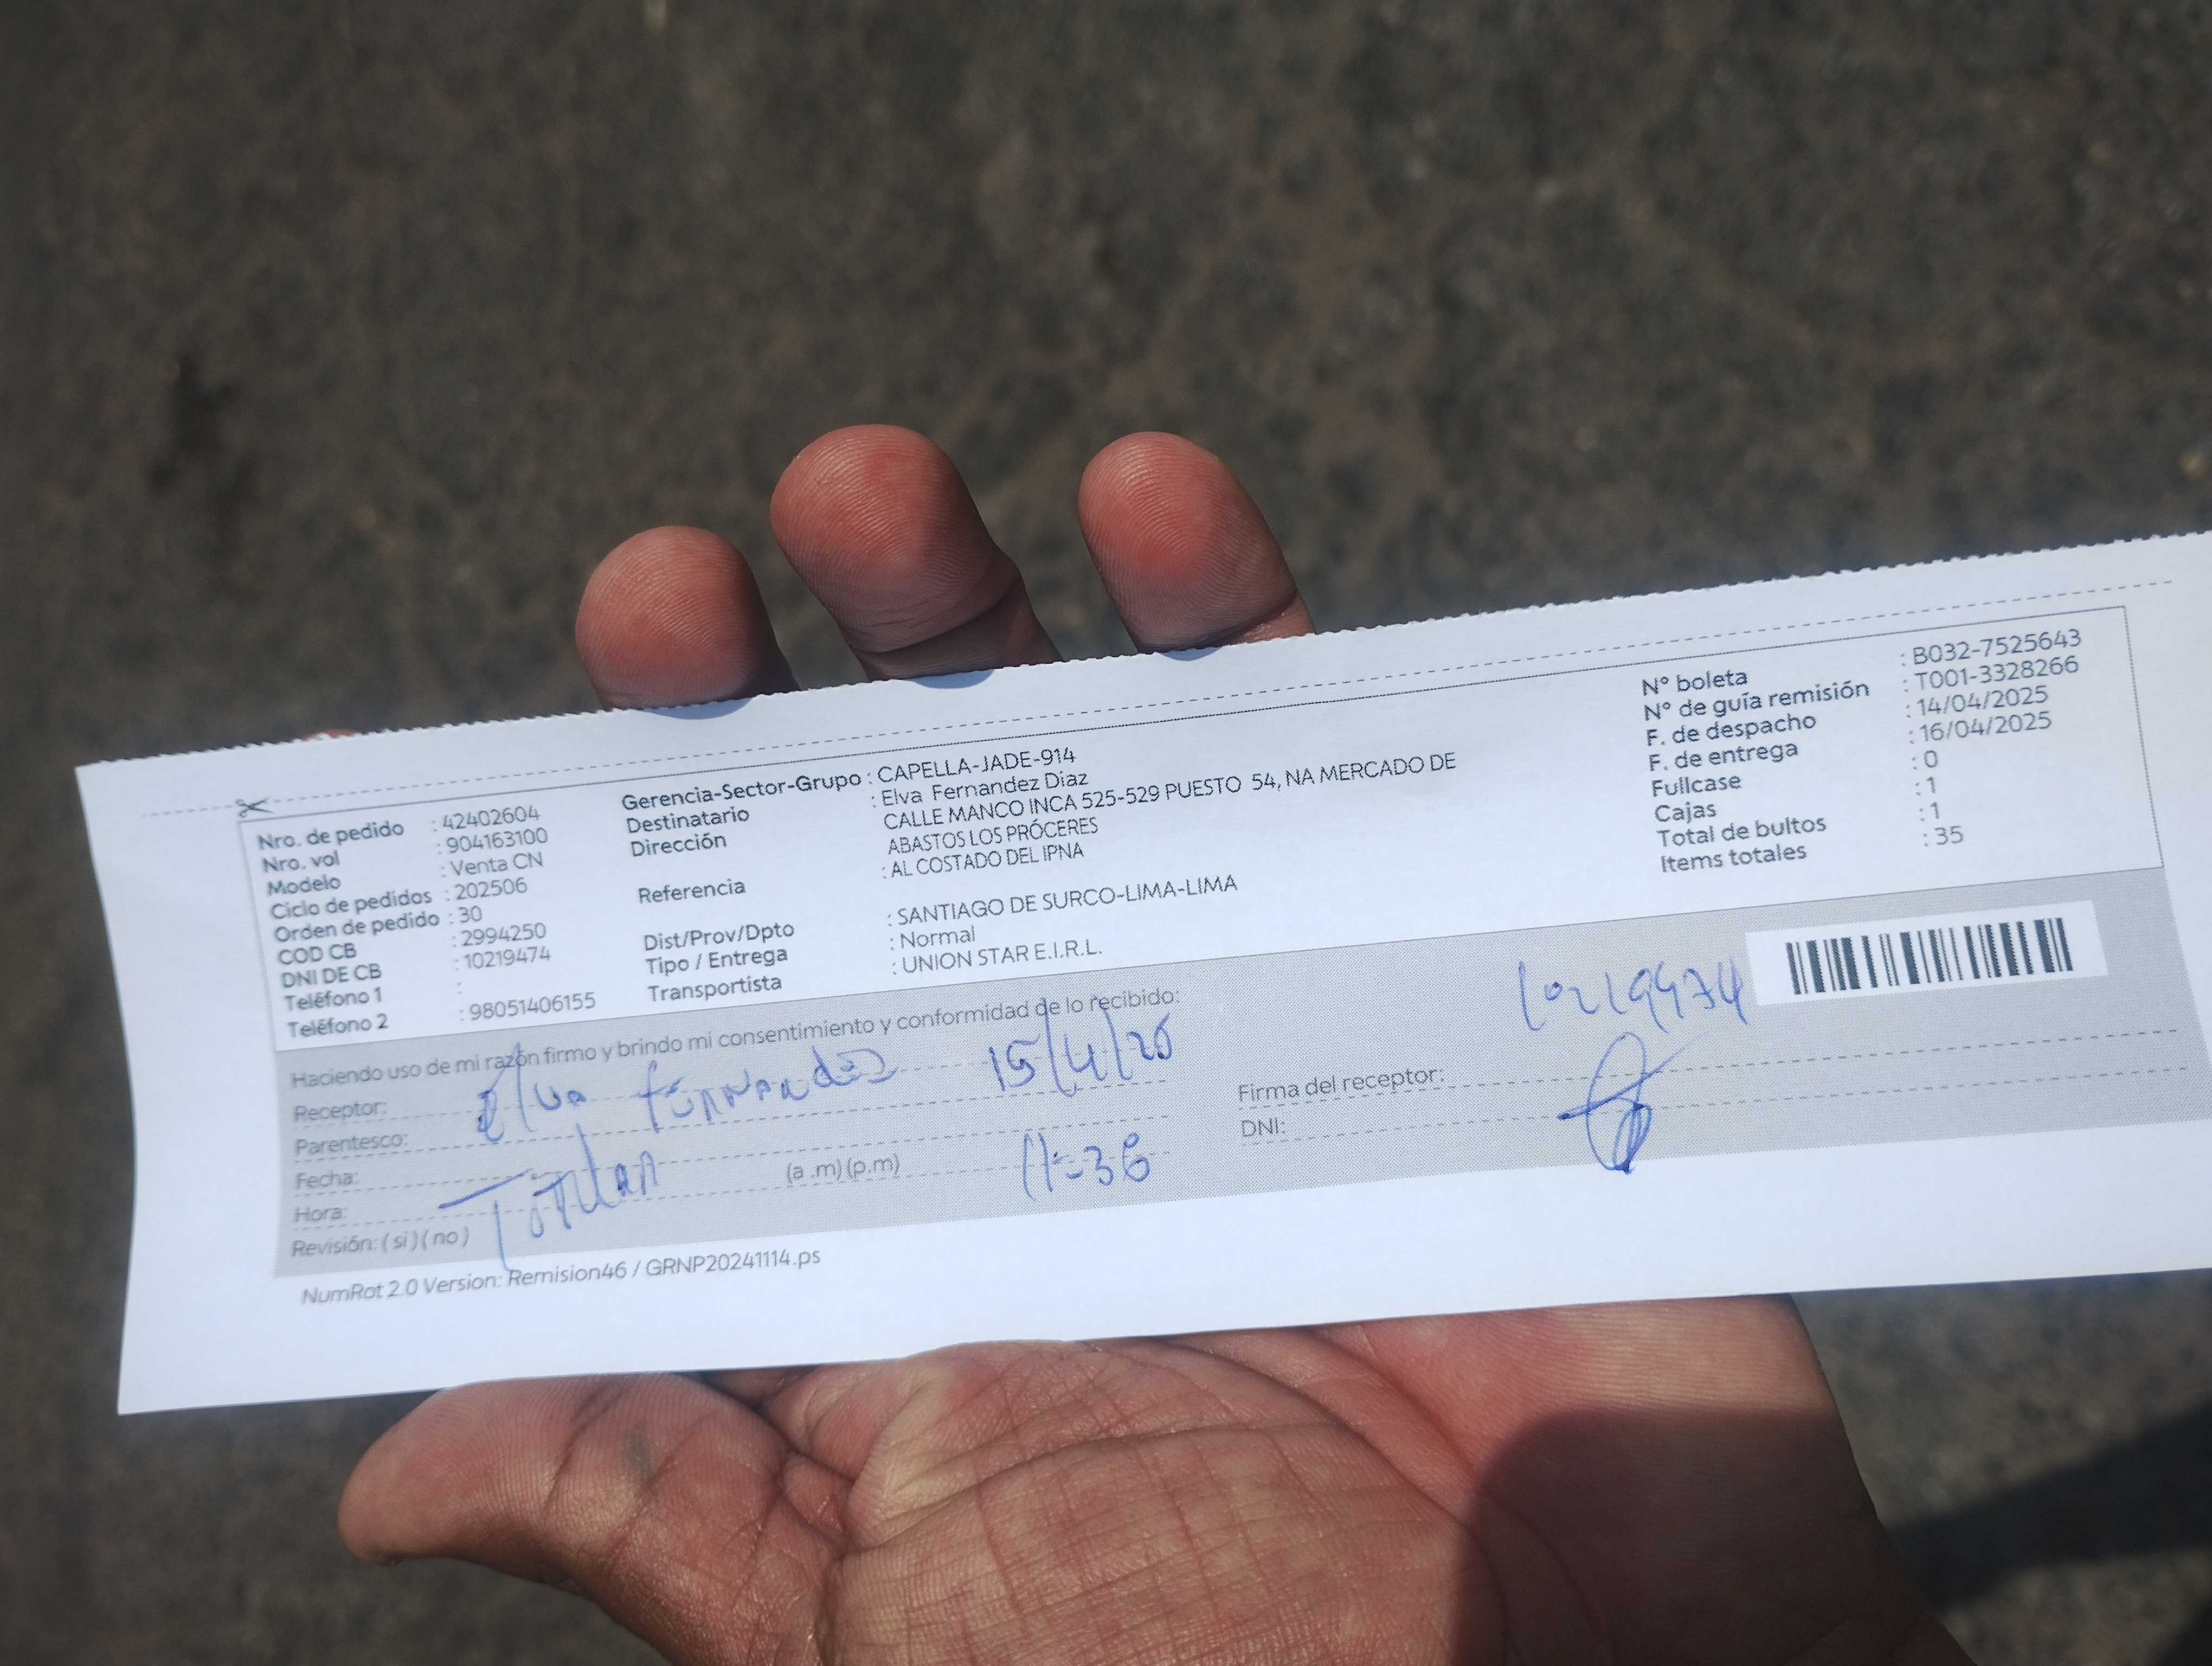 Nro. de pedido : 42402604
Nro. vol : 904163100
Modelo : Venta CN
Ciclo de pedidos : 202506
Orden de pedido : 30
COD CB : 2994250
DNI DE CB : 10219474
Teléfono 1 :
Teléfono 2 : 98051406155
Gerencia-Sector-Grupo : CAPELLA-JADE-914
Destinatario : Elva Fernandez Diaz
Dirección CALLE MANCO INCA 525-529 PUESTO 54, NA MERCADO DE
ABASTOS LOS PRÓCERES
Referencia : AL COSTADO DEL IPNA
Dist/Prov/Dpto : SANTIAGO DE SURCO-LIMA-LIMA
Tipo / Entrega : Normal
Transportista : UNION STAR E.I.R.L.
N° boleta : B032-7525643
N° de guía remisión : T001-3328266
F. de despacho : 14/04/2025
F. de entrega : 16/04/2025
Fullcase : 0
Cajas : 1
Total de bultos : 1
Items totales : 35
Haciendo uso de mi razón firmo y brindo mi consentimiento y conformidad de lo recibido:
Receptor: Elva Fernandez 15/4/25
Parentesco:
Fecha: Titular
Hora: (a .m) (p.m) 11:36
Revisión: ( si ) ( no )
10219474
Firma del receptor:
DNI:
NumRot 2.0 Version: Remision46 / GRNP20241114.ps